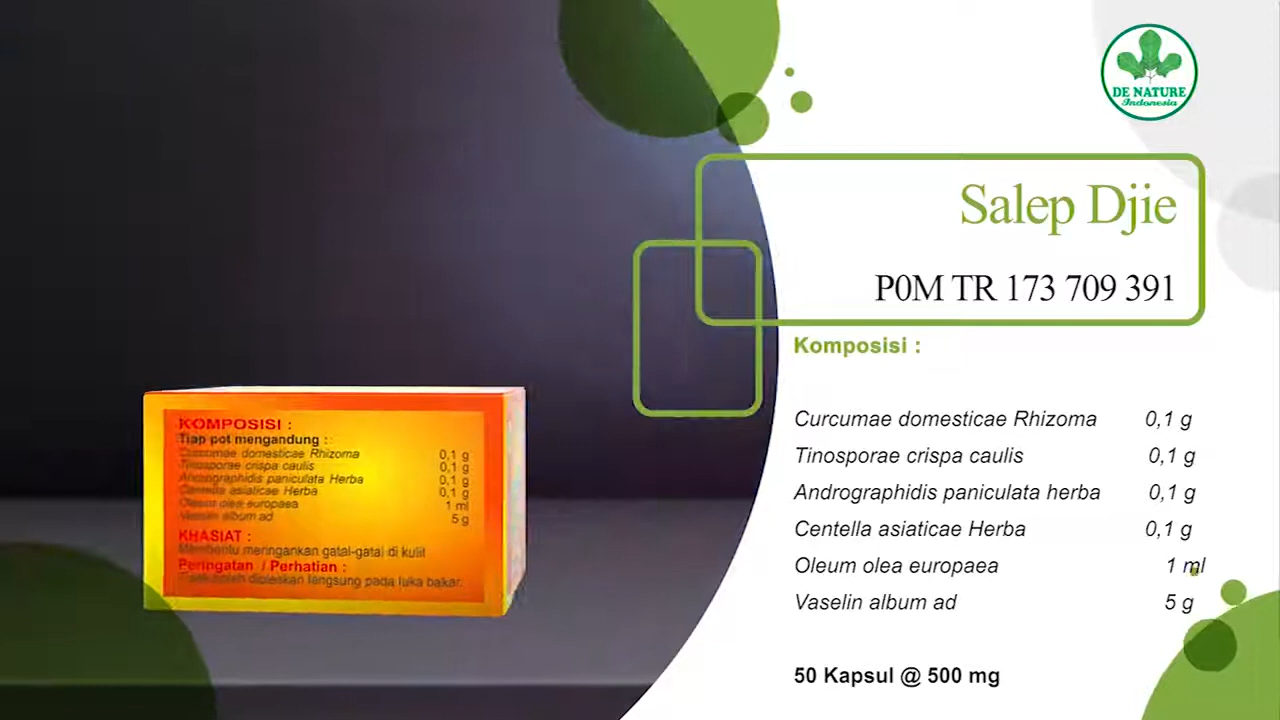 DE NATURE
Indonesia
Salep Djie
P0M TR 173 709 391
Komposisi :
Curcumae domesticae Rhizoma 0,1 g
Tinosporae crispa caulis 0,1 g
Andrographidis paniculata herba 0,1 g
Centella asiaticae Herba 0,1 g
Oleum olea europaea 1 ml
Vaselin album ad 5 g
50 Kapsul @ 500 mg
KOMPOSISI :
Tiap pot mengandung :
Curcumae domesticae Rhizoma 0,1 g
Tinosporae crispa caulis 0,1 g
Andrographidis paniculata Herba 0,1 g
Centella asiaticae Herba 0,1 g
Oleum olea europaea 1 ml
Vaselin album ad 5 g
KHASIAT :
Membantu meringankan gatal-gatal di kulit
Peringatan / Perhatian :
Tidak boleh dioleskan langsung pada luka bakar.